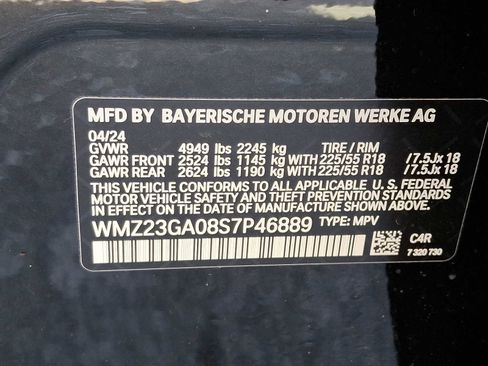 MFD BY BAYERISCHE MOTOREN WERKE AG
04/24
GVWR 4949 lbs 2245 kg TIRE / RIM
GAWR FRONT 2524 lbs 1145 kg WITH 225/55 R18 /7.5Jx 18
GAWR REAR 2624 lbs 1190 kg WITH 225/55 R18 /7.5Jx 18
THIS VEHICLE CONFORMS TO ALL APPLICABLE U. S. FEDERAL
MOTOR VEHICLE SAFETY AND THEFT PREVENTION STANDARDS
IN EFFECT ON THE DATE OF MANUFACTURE SHOWN ABOVE.
WMZ23GA08S7P46889 TYPE: MPV
C4R
7 320 730